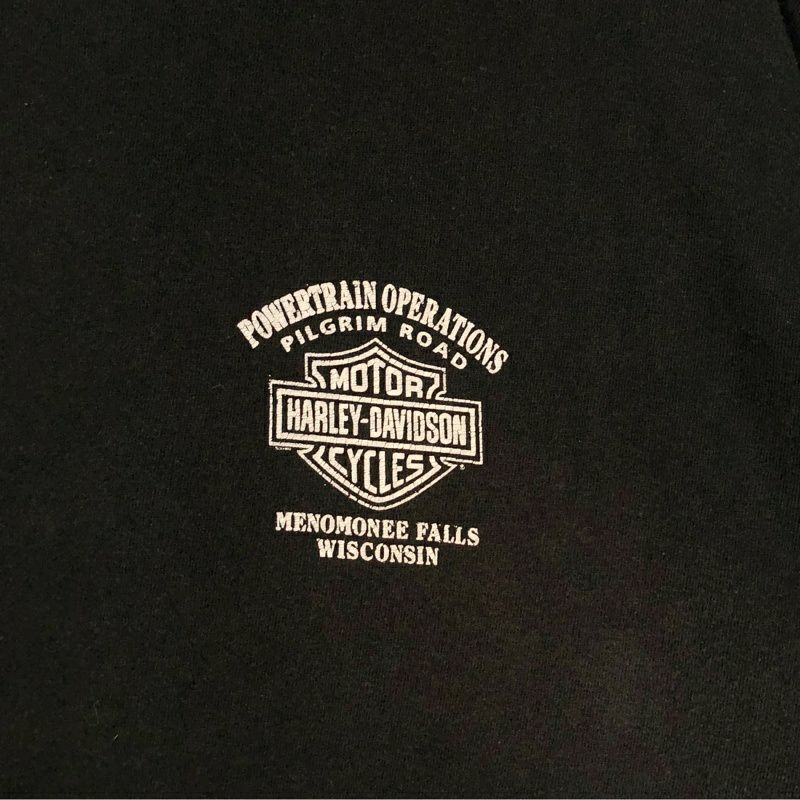 POWERTRAIN OPERATIONS
PILGRIM ROAD
MOTOR
HARLEY-DAVIDSON
CYCLES
®
MENOMONEE FALLS
WISCONSIN